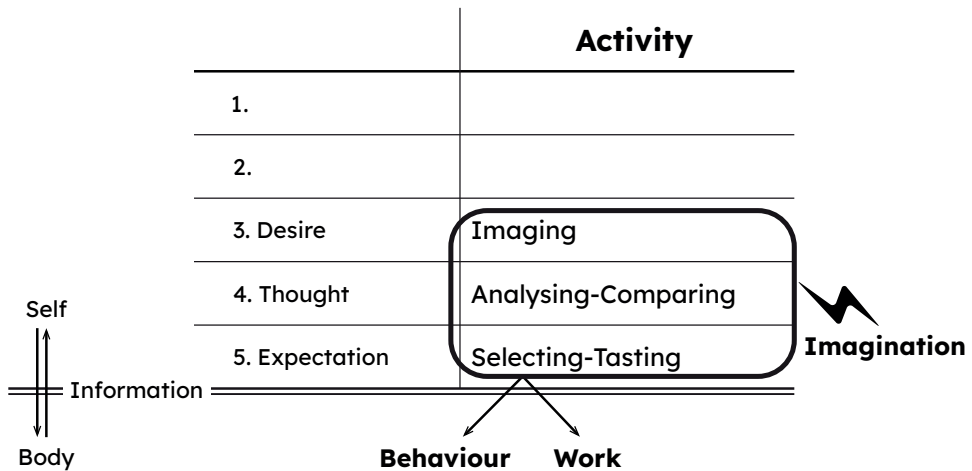 Activity
1.
2.
3. Desire Imaging
4. Thought Analysing-Comparing
Self
Imagination
5. Expectation Selecting-Tasting
Information
Body
Behaviour Work